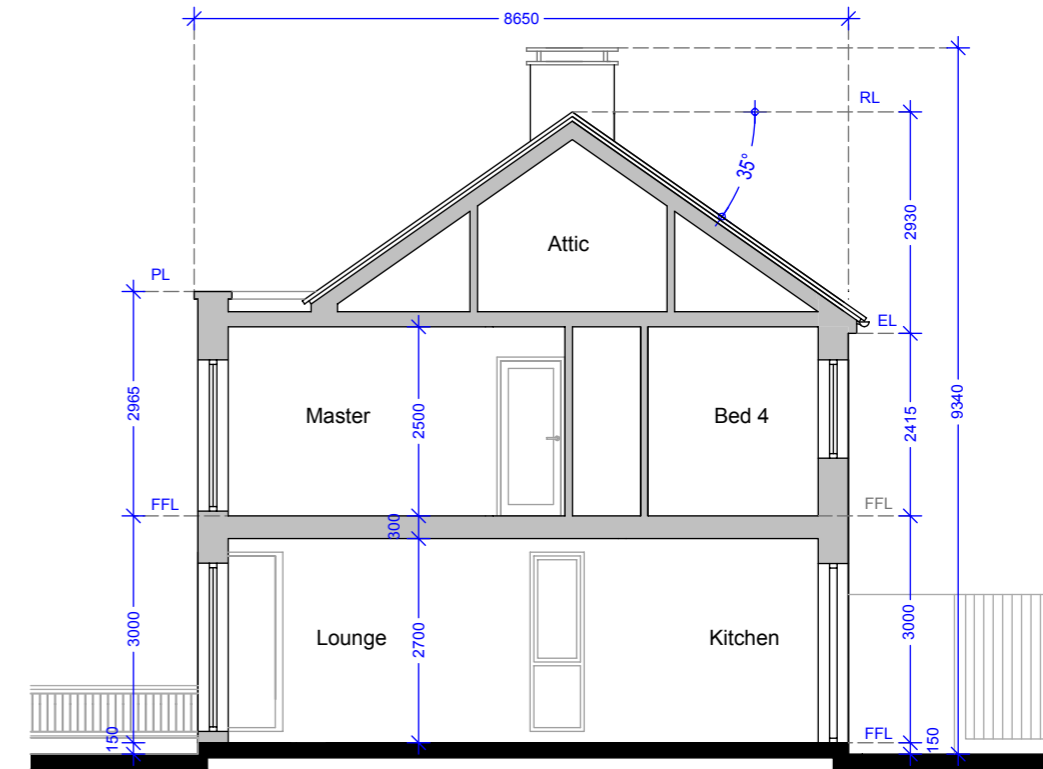 8650
RL
35°
2930
Attic
PL
EL
2965
2500
9340
2415
Master
Bed 4
FFL
FFL
300
3000
2700
3000
Lounge
Kitchen
150
FFL
150